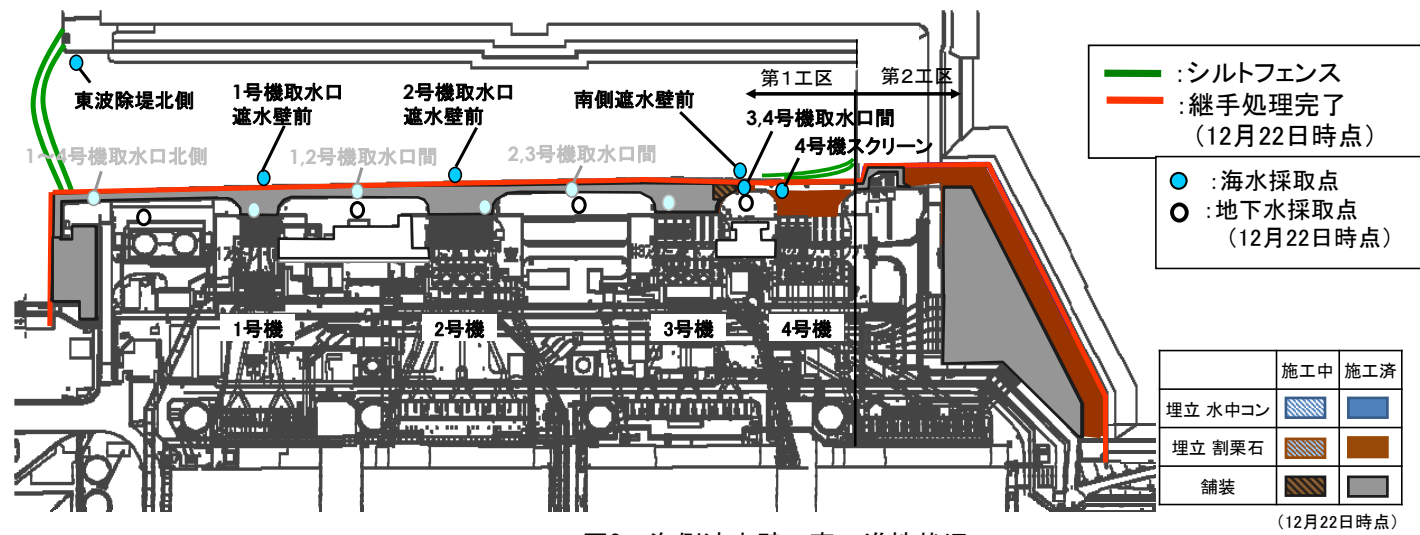 東波除堤北側
1号機取水口
遮水壁前
2号機取水口
遮水壁前
南側遮水壁前
第1工区
第2工区
3,4号機取水口間
4号機スクリーン
1~4号機取水口北側
1,2号機取水口間
2,3号機取水口間
1号機
2号機
3号機
4号機
:シルトフェンス
:継手処理完了
(12月22日時点)
:海水採取点
:地下水採取点
(12月22日時点)
施工中 施工済
埋立 水中コン
埋立 割栗石
舗装
(12月22日時点)